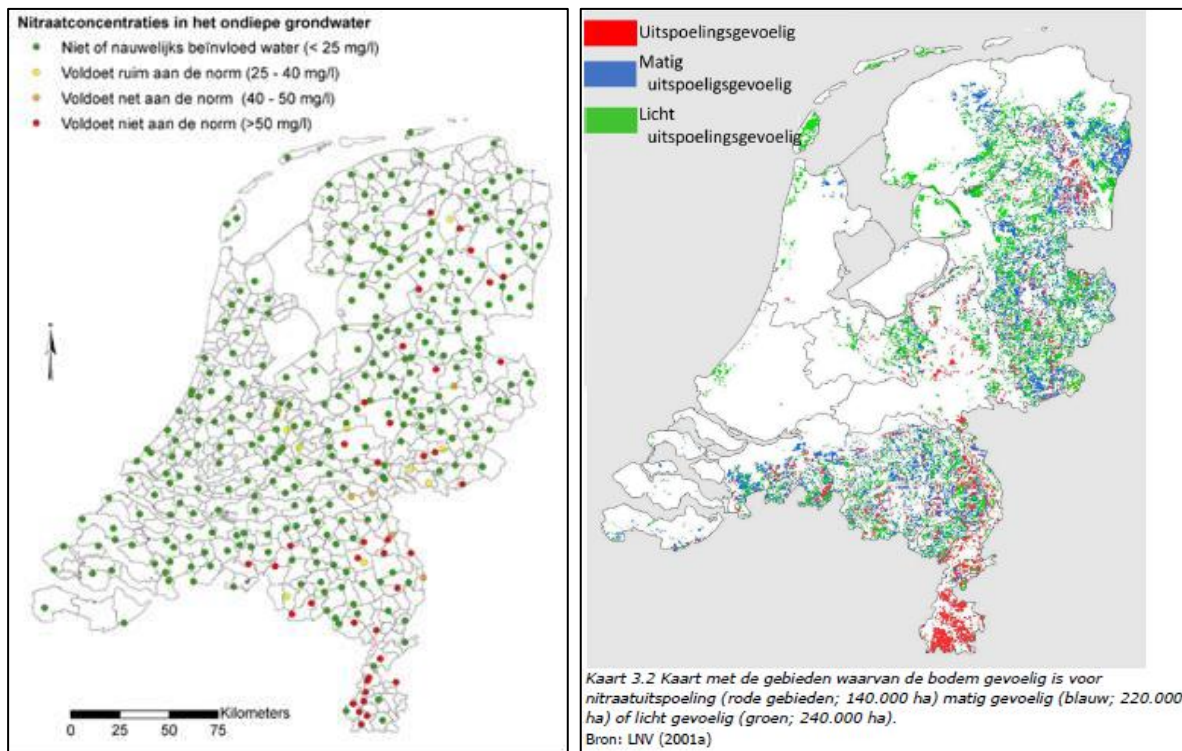 Nitraatconcentraties in het ondiepe grondwater
Niet of nauwelijks beïnvloed water (< 25 mg/l)
Voldoet ruim aan de norm (25 - 40 mg/l)
Voldoet net aan de norm (40 - 50 mg/l)
Voldoet niet aan de norm (>50 mg/l)
Kilometers
0 25 50 75 100
Uitspoelingsgevoelig
Matig
uitspoeligsgevoelig
Licht
uitspoelingsgevoelig
Kaart 3.2 Kaart met de gebieden waarvan de bodem gevoelig is voor
nitraatuitspoeling (rode gebieden; 140.000 ha) matig gevoelig (blauw; 220.000
ha) of licht gevoelig (groen; 240.000 ha).
Bron: LNV (2001a)